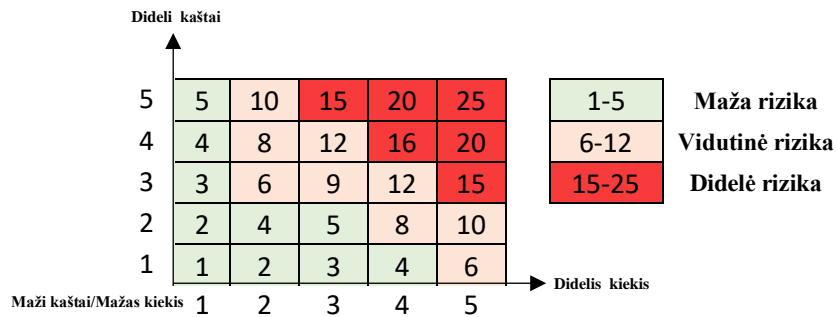 Dideli kaštai
5 5 10 15 20 25 1-5 Maža rizika
4 4 8 12 16 20 6-12 Vidutinė rizika
3 3 6 9 12 15 15-25 Didelė rizika
2 2 4 5 8 10
1 1 2 3 4 6
Didelis kiekis
Maži kaštai/Mažas kiekis 1 2 3 4 5